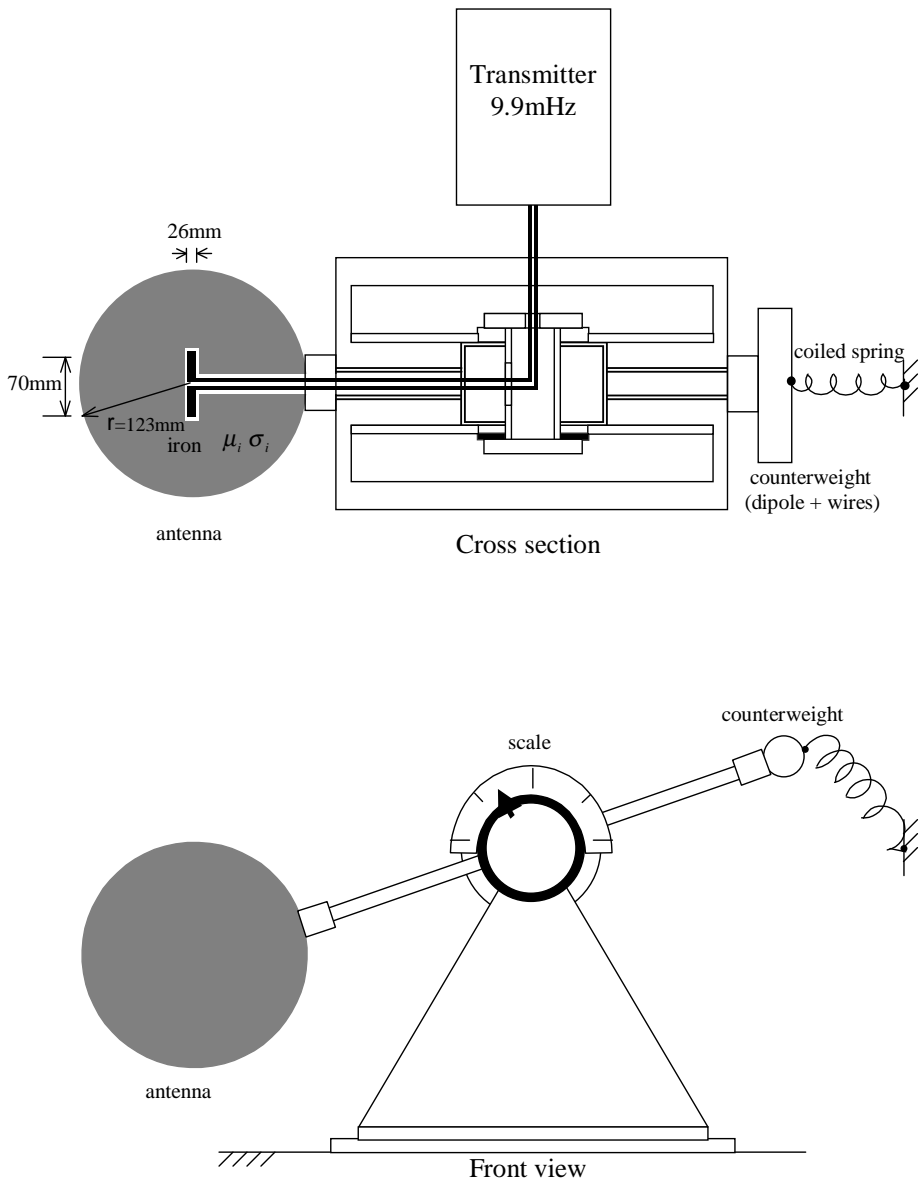 Transmitter
9.9mHz
26mm
70mm
r=123mm
iron
μᵢ σᵢ
antenna
coiled spring
counterweight
(dipole + wires)
Cross section
counterweight
scale
antenna
Front view